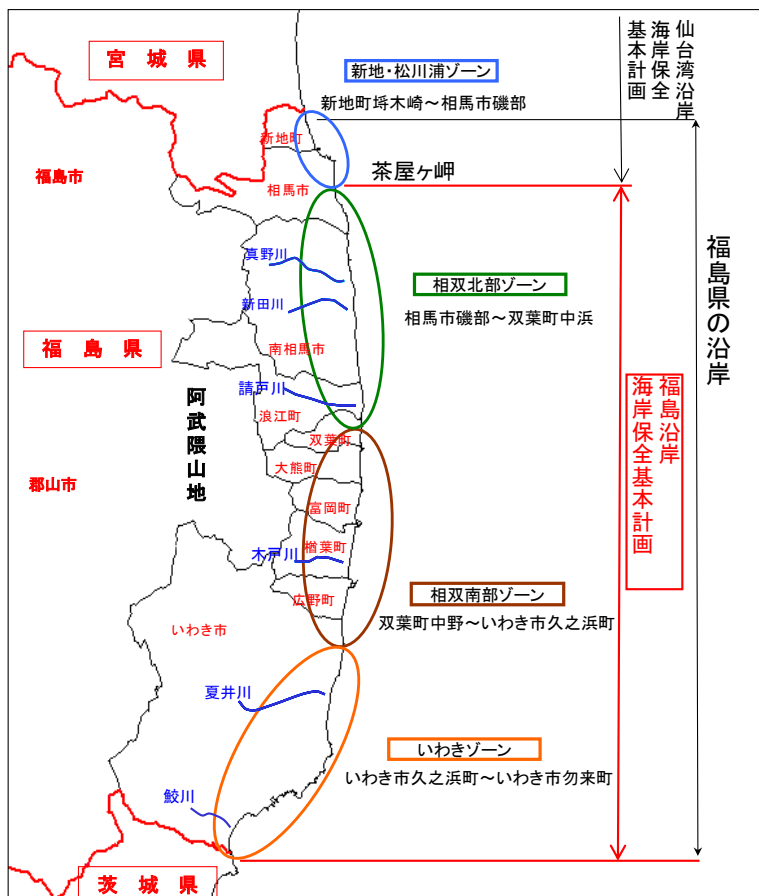 宮城県
新地・松川浦ゾーン
新地町埓木崎～相馬市磯部
仙台湾沿岸
海岸保全
基本計画
新地町
福島市
相馬市
茶屋ヶ岬
真野川
新田川
相双北部ゾーン
相馬市磯部～双葉町中浜
福島県の沿岸
福島県
南相馬市
請戸川
浪江町
双葉町
阿武隈山地
大熊町
福島沿岸
海岸保全基本計画
郡山市
富岡町
楢葉町
木戸川
広野町
相双南部ゾーン
双葉町中野～いわき市久之浜町
いわき市
夏井川
いわきゾーン
いわき市久之浜町～いわき市勿来町
鮫川
茨城県